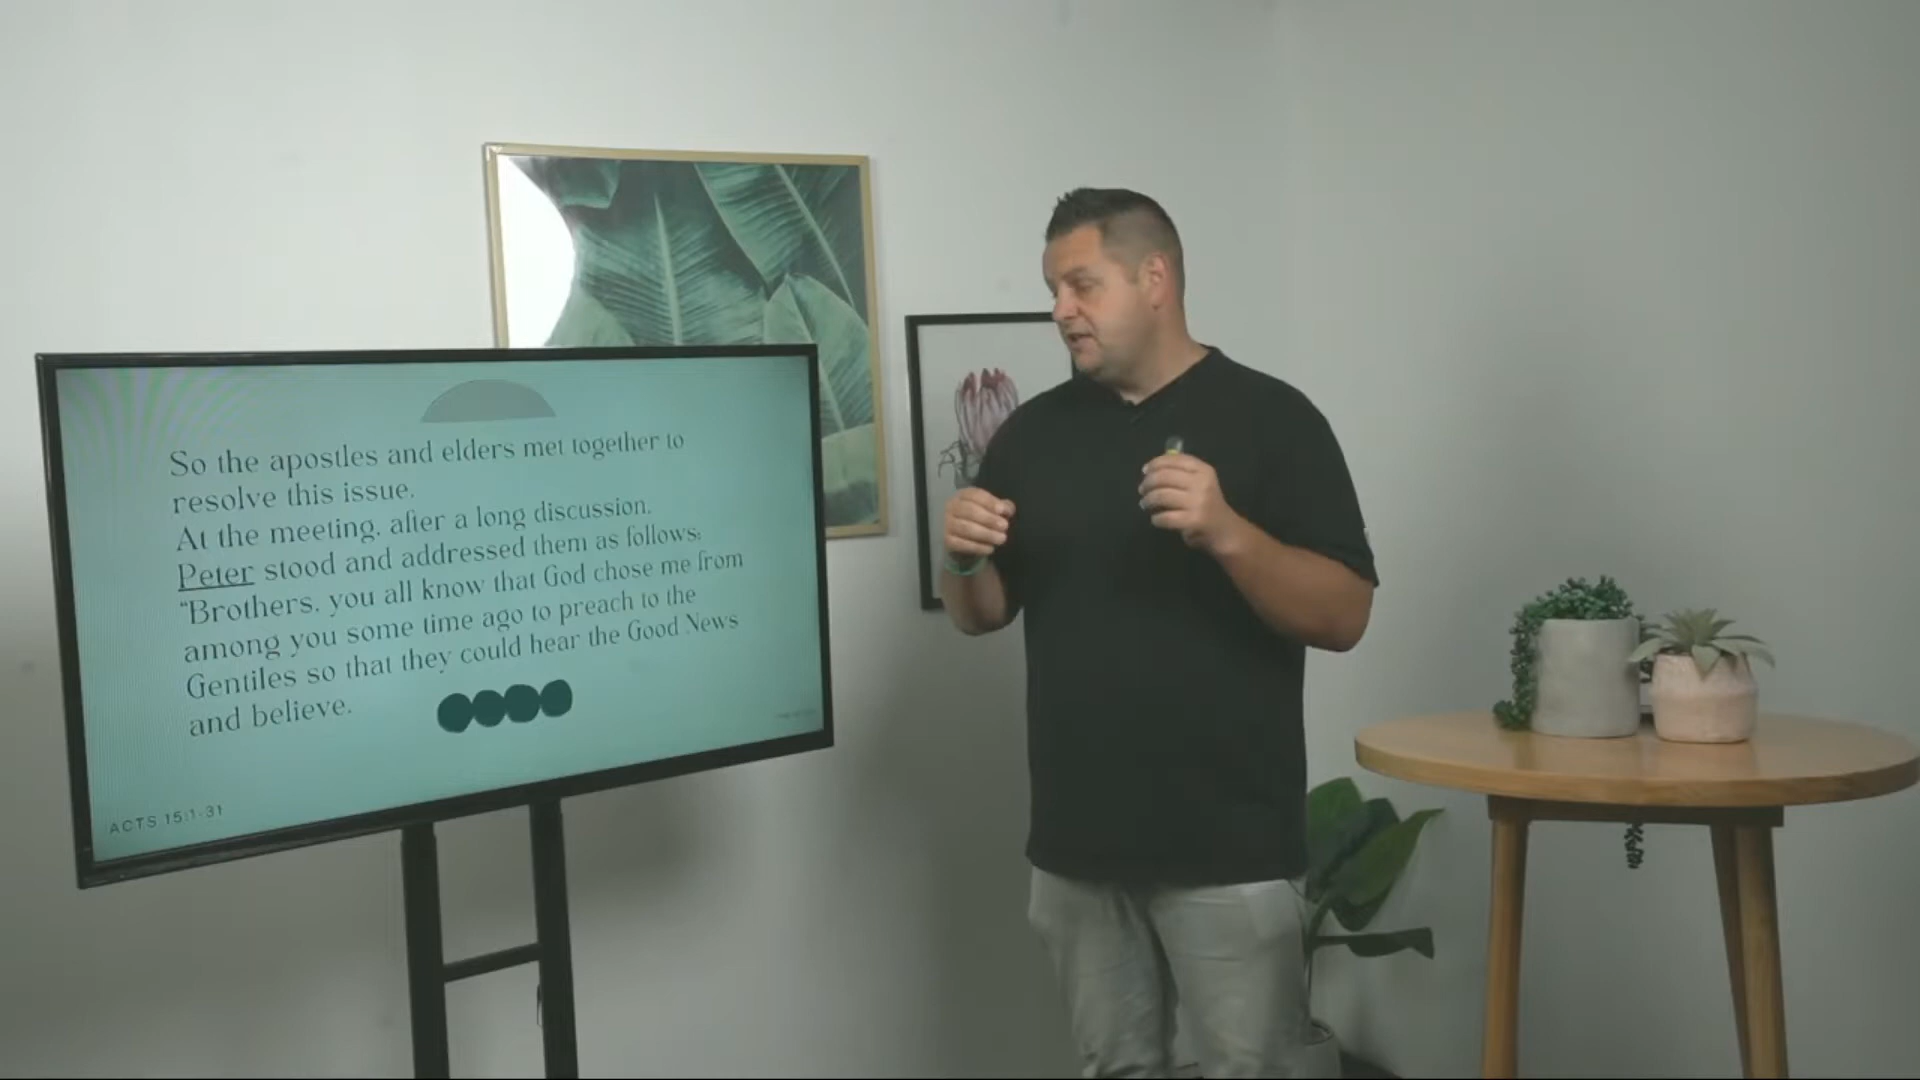 So the apostles and elders met together to
resolve this issue.
At the meeting, after a long discussion,
Peter stood and addressed them as follows:
“Brothers, you all know that God chose me from
among you some time ago to preach to the
Gentiles so that they could hear the Good News
and believe.
ACTS 15:1-31